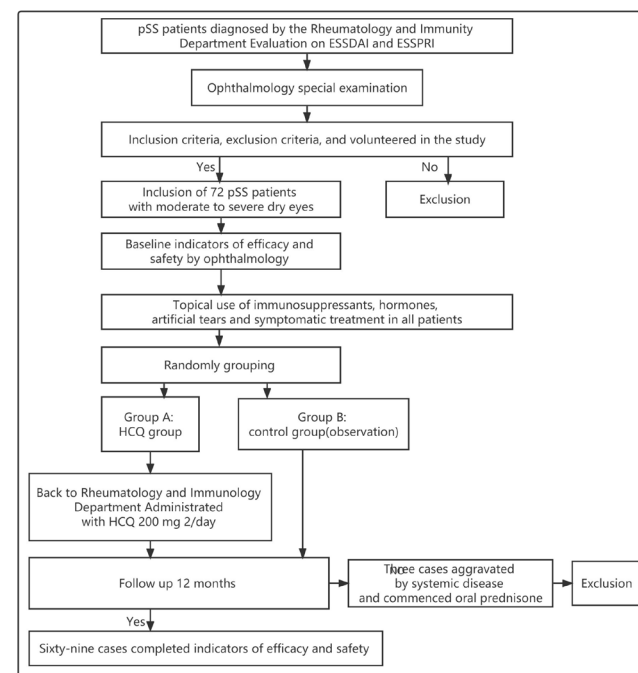 pSS patients diagnosed by the Rheumatology and Immunity
Department Evaluation on ESSDAI and ESSPRI
Ophthalmology special examination
Inclusion criteria, exclusion criteria, and volunteered in the study
Yes
No
Inclusion of 72 pSS patients
with moderate to severe dry eyes
Exclusion
Baseline indicators of efficacy and
safety by ophthalmology
Topical use of immunosuppressants, hormones,
artificial tears and symptomatic treatment in all patients
Randomly grouping
Group A:
HCQ group
Group B:
control group(observation)
Back to Rheumatology and Immunology
Department Administrated
with HCQ 200 mg 2/day
Follow up 12 months
No
Three cases aggravated
by systemic disease
and commenced oral prednisone
Exclusion
Yes
Sixty-nine cases completed indicators of efficacy and safety